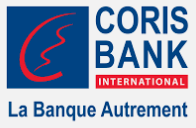 CORIS
BANK
INTERNATIONAL
La Banque Autrement